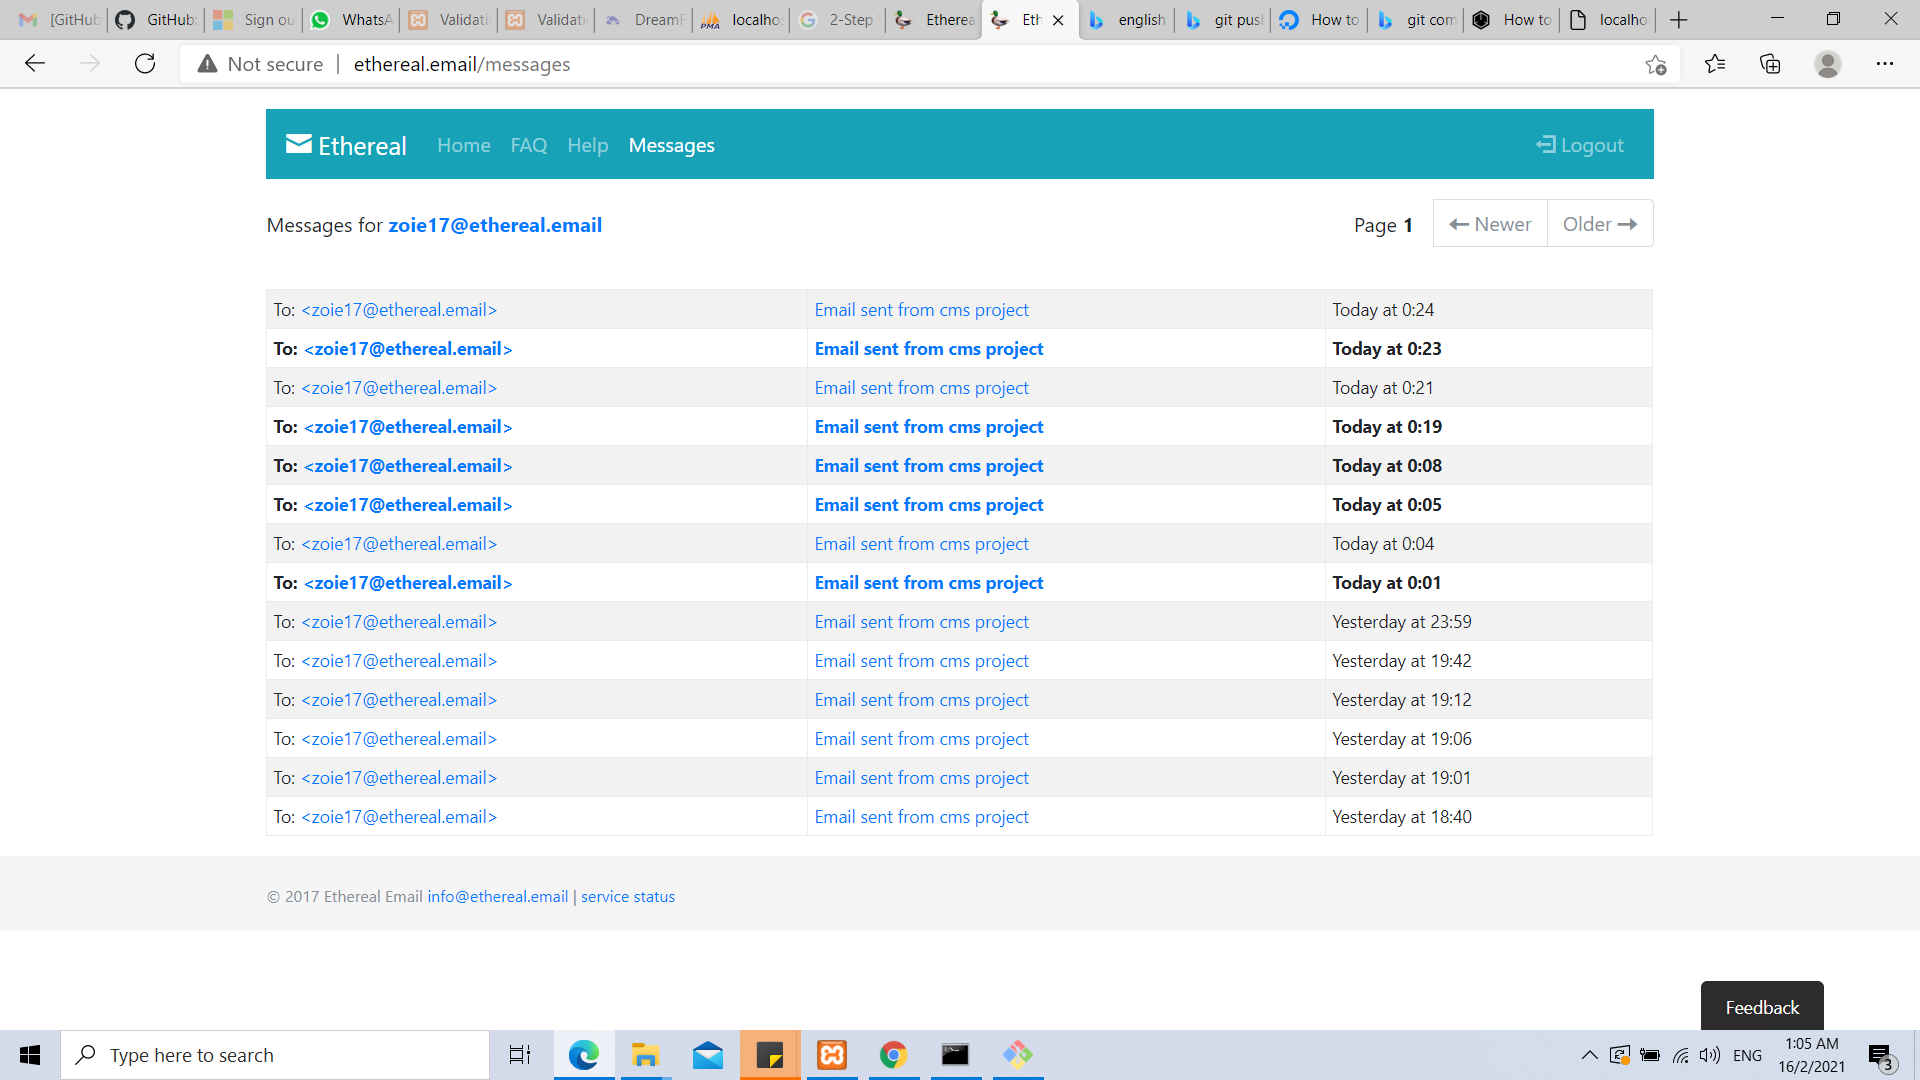 [GitHub GitHub: Sign ou WhatsA Validati Validati DreamF localhos 2-Step Etherea Eth english git pus How to git com How to localho
Not secure | ethereal.email/messages
Ethereal Home FAQ Help Messages Logout
Messages for zoie17@ethereal.email Page 1 Newer Older
To: <zoie17@ethereal.email> Email sent from cms project Today at 0:24
To: <zoie17@ethereal.email> Email sent from cms project Today at 0:23
To: <zoie17@ethereal.email> Email sent from cms project Today at 0:21
To: <zoie17@ethereal.email> Email sent from cms project Today at 0:19
To: <zoie17@ethereal.email> Email sent from cms project Today at 0:08
To: <zoie17@ethereal.email> Email sent from cms project Today at 0:05
To: <zoie17@ethereal.email> Email sent from cms project Today at 0:04
To: <zoie17@ethereal.email> Email sent from cms project Today at 0:01
To: <zoie17@ethereal.email> Email sent from cms project Yesterday at 23:59
To: <zoie17@ethereal.email> Email sent from cms project Yesterday at 19:42
To: <zoie17@ethereal.email> Email sent from cms project Yesterday at 19:12
To: <zoie17@ethereal.email> Email sent from cms project Yesterday at 19:06
To: <zoie17@ethereal.email> Email sent from cms project Yesterday at 19:01
To: <zoie17@ethereal.email> Email sent from cms project Yesterday at 18:40
© 2017 Ethereal Email info@ethereal.email | service status
Feedback
Type here to search ENG 1:05 AM
16/2/2021 3